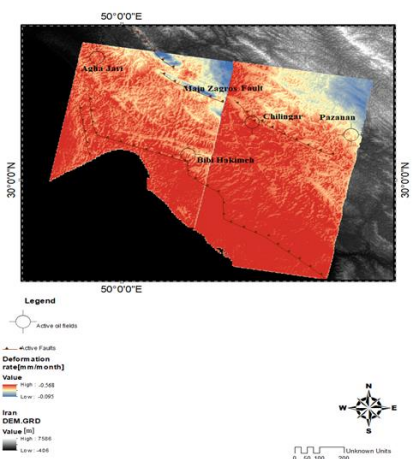 50°0'0"E
Agha Jari
Maju Zagros Fault
Chilingar
Pazanan
Bibi Hakimeh
30°0'0"N
30°0'0"N
50°0'0"E
Legend
Active oil fields
Active Faults
Deformation
rate[mm/month]
Value
High : -0.568
Low : -0.095
Iran
DEM.GRD
Value [m]
High : 7566
Low : -406
N
W
E
S
0 50 100 200
Unknown Units